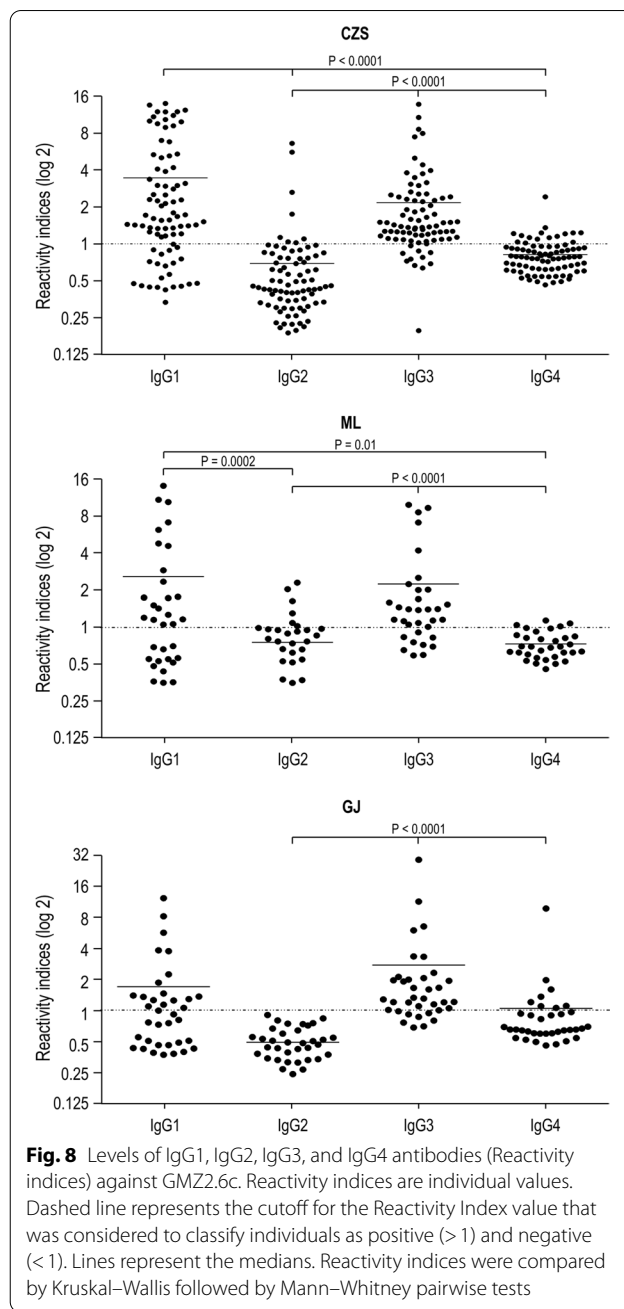 CZS
P < 0.0001
P < 0.0001
Reactivity indices (log 2)
16
8
4
2
1
0.5
0.25
0.125
IgG1 IgG2 IgG3 IgG4
ML
P = 0.01
P = 0.0002
P < 0.0001
Reactivity indices (log 2)
16
8
4
2
1
0.5
0.25
0.125
IgG1 IgG2 IgG3 IgG4
GJ
P < 0.0001
Reactivity indices (log 2)
32
16
8
4
2
1
0.5
0.25
0.125
IgG1 IgG2 IgG3 IgG4
Fig. 8 Levels of IgG1, IgG2, IgG3, and IgG4 antibodies (Reactivity
indices) against GMZ2.6c. Reactivity indices are individual values.
Dashed line represents the cutoff for the Reactivity Index value that
was considered to classify individuals as positive (> 1) and negative
(< 1). Lines represent the medians. Reactivity indices were compared
by Kruskal–Wallis followed by Mann–Whitney pairwise tests